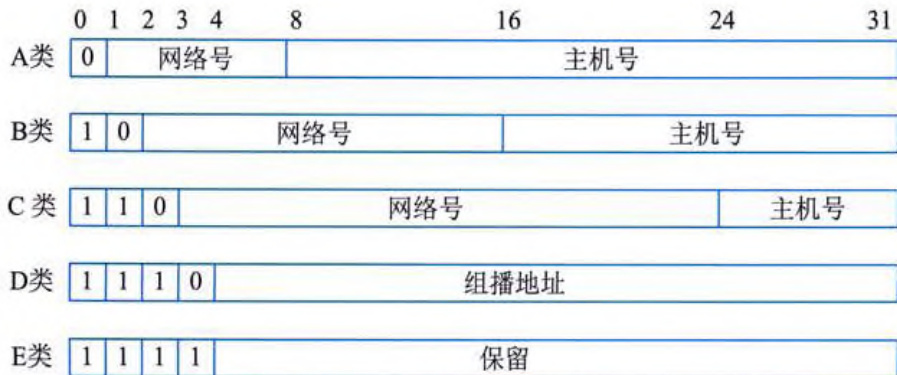 0 1 2 3 4 8 16 24 31
A类 0 网络号 主机号
B类 1 0 网络号 主机号
C类 1 1 0 网络号 主机号
D类 1 1 1 0 组播地址
E类 1 1 1 1 保留